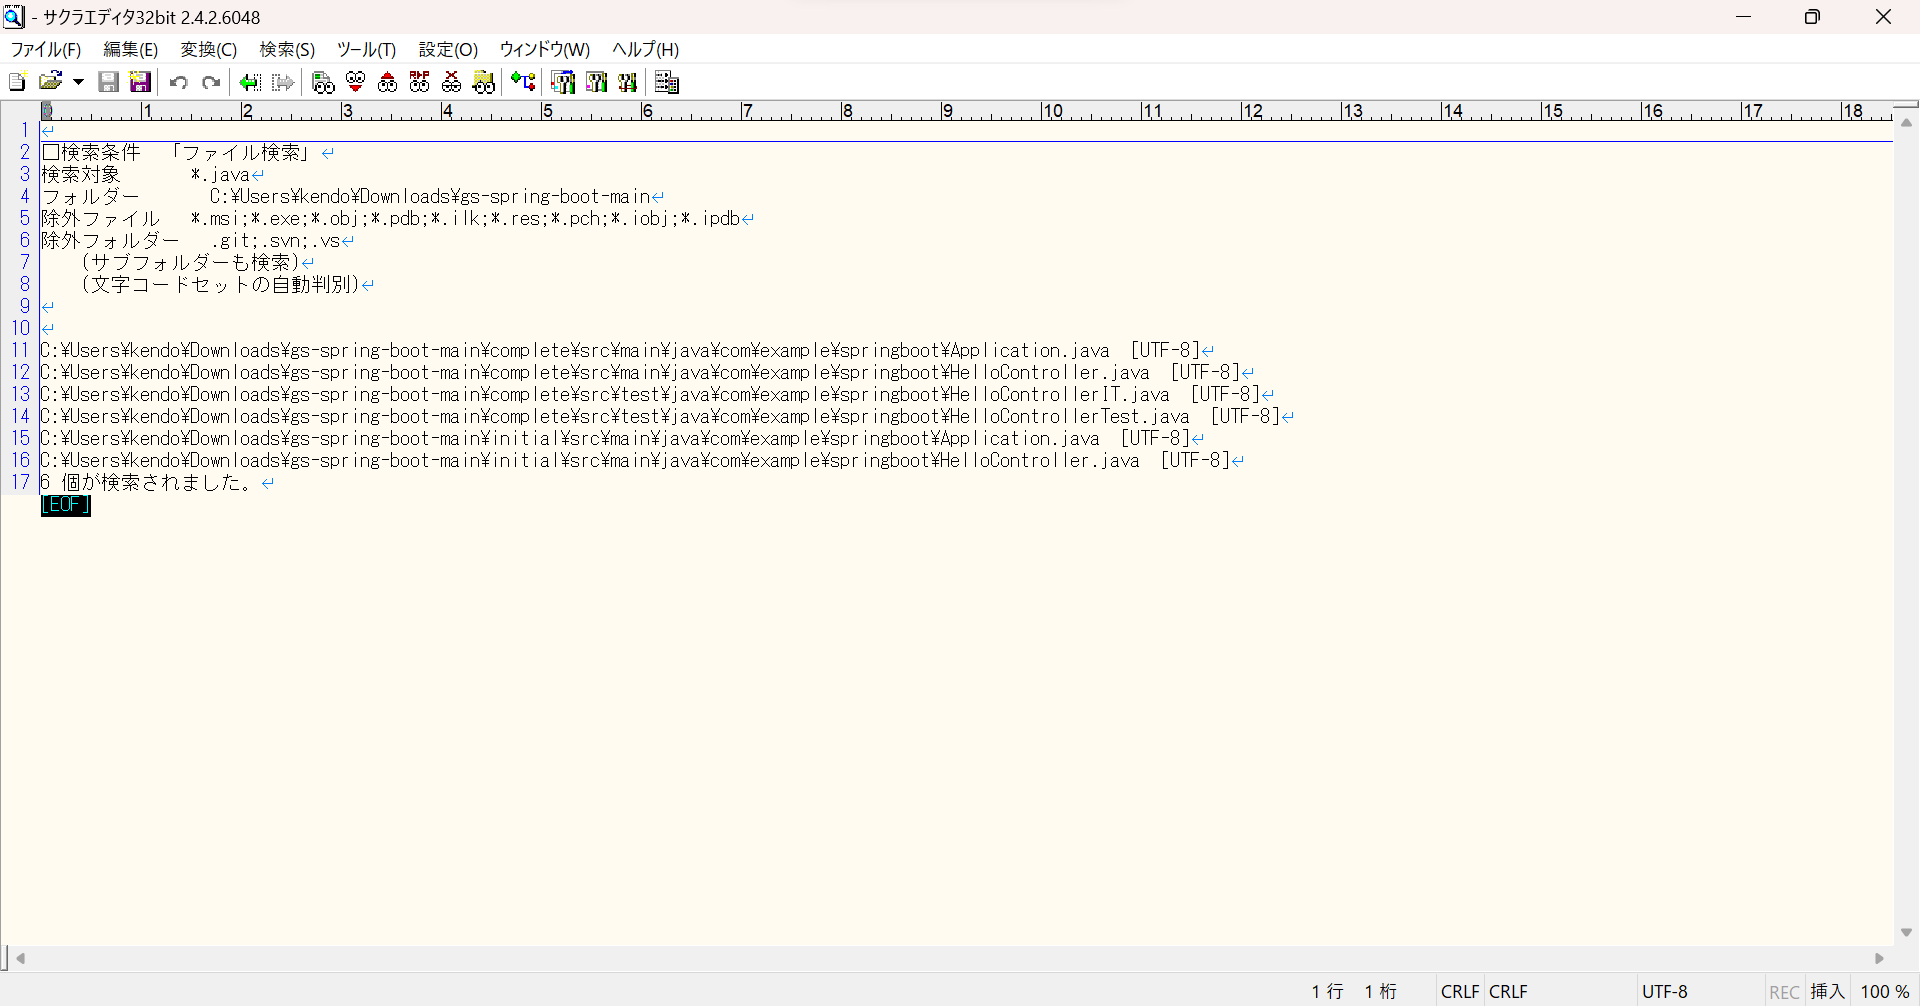 - サクラエディタ32bit 2.4.2.6048
ファイル(F) 編集(E) 変換(C) 検索(S) ツール(T) 設定(O) ウィンドウ(W) ヘルプ(H)
0 1 2 3 4 5 6 7 8 9 10 11 12 13 14 15 16 17 18
1
2 □検索条件 「ファイル検索」
3 検索対象 *.java
4 フォルダー C:¥Users¥kendo¥Downloads¥gs-spring-boot-main
5 除外ファイル *.msi;*.exe;*.obj;*.pdb;*.ilk;*.res;*.pch;*.iobj;*.ipdb
6 除外フォルダー .git;.svn;.vs
7 (サブフォルダーも検索)
8 (文字コードセットの自動判別)
9
10
11 C:¥Users¥kendo¥Downloads¥gs-spring-boot-main¥complete¥src¥main¥java¥com¥example¥springboot¥Application.java [UTF-8]
12 C:¥Users¥kendo¥Downloads¥gs-spring-boot-main¥complete¥src¥main¥java¥com¥example¥springboot¥HelloController.java [UTF-8]
13 C:¥Users¥kendo¥Downloads¥gs-spring-boot-main¥complete¥src¥test¥java¥com¥example¥springboot¥HelloControllerIT.java [UTF-8]
14 C:¥Users¥kendo¥Downloads¥gs-spring-boot-main¥complete¥src¥test¥java¥com¥example¥springboot¥HelloControllerTest.java [UTF-8]
15 C:¥Users¥kendo¥Downloads¥gs-spring-boot-main¥initial¥src¥main¥java¥com¥example¥springboot¥Application.java [UTF-8]
16 C:¥Users¥kendo¥Downloads¥gs-spring-boot-main¥initial¥src¥main¥java¥com¥example¥springboot¥HelloController.java [UTF-8]
17 6 個が検索されました。
[EOF]
1 行 1 桁 CRLF CRLF UTF-8 REC 挿入 100 %